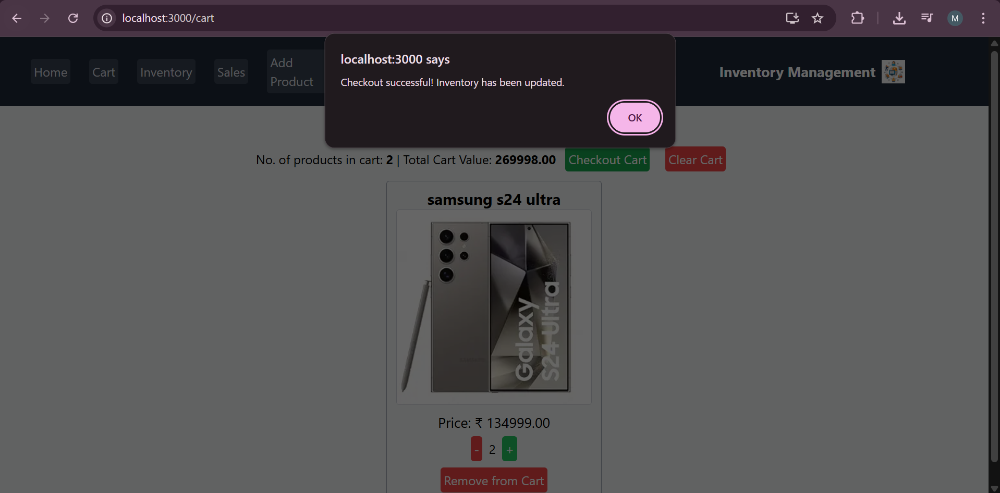 localhost:3000/cart
M
localhost:3000 says
Checkout successful! Inventory has been updated.
OK
Home
Cart
Inventory
Sales
Add
Product
Inventory Management
No. of products in cart: 2 | Total Cart Value: 269998.00
Checkout Cart
Clear Cart
samsung s24 ultra
Galaxy
S24 Ultra
Price: ₹ 134999.00
- 2 +
Remove from Cart